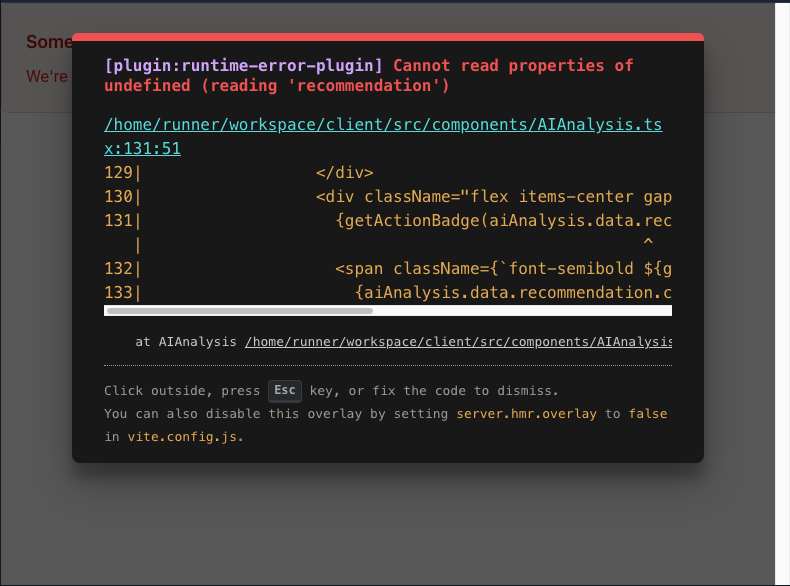 Some
We're
[plugin:runtime-error-plugin] Cannot read properties of
undefined (reading 'recommendation')
/home/runner/workspace/client/src/components/AIAnalysis.ts
x:131:51
129|                  </div>
130|                  <div className="flex items-center gap
131|                    {getActionBadge(aiAnalysis.data.rec
   |                                                    ^
132|                    <span className={`font-semibold ${g
133|                      {aiAnalysis.data.recommendation.c
at AIAnalysis /home/runner/workspace/client/src/components/AIAnalysis
Click outside, press Esc key, or fix the code to dismiss.
You can also disable this overlay by setting server.hmr.overlay to false
in vite.config.js.